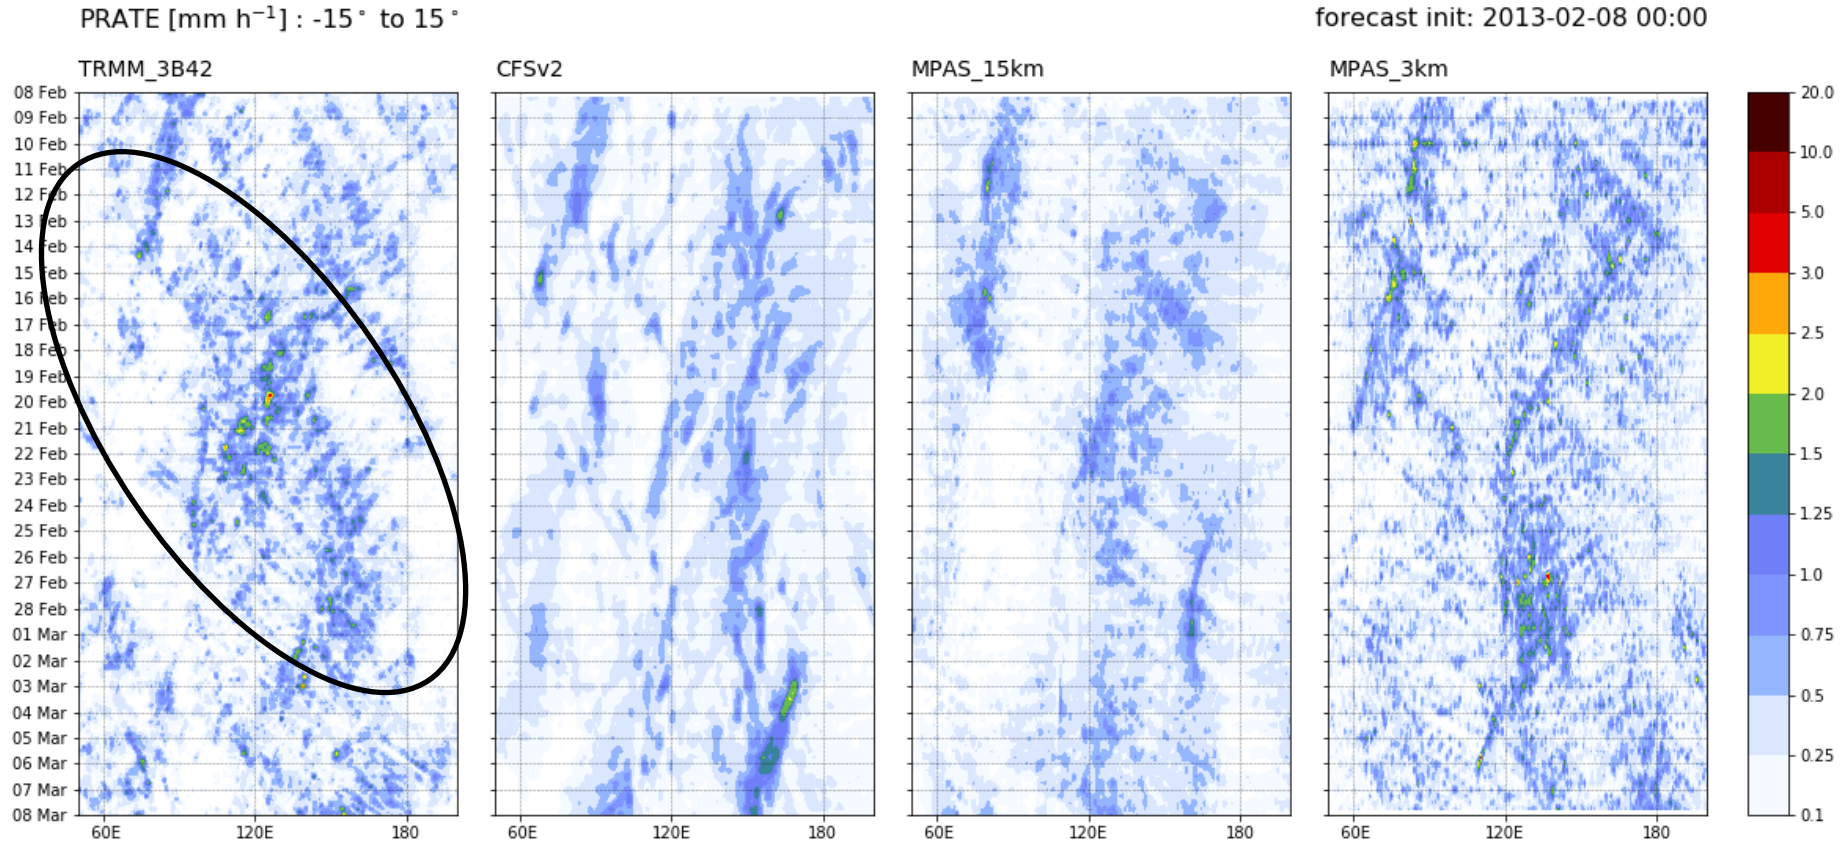 PRATE [mm h⁻¹] : -15° to 15°
forecast init: 2013-02-08 00:00
TRMM_3B42
CFSv2
MPAS_15km
MPAS_3km
08 Feb
09 Feb
10 Feb
11 Feb
12 Feb
13 Feb
14 Feb
15 Feb
16 Feb
17 Feb
18 Feb
19 Feb
20 Feb
21 Feb
22 Feb
23 Feb
24 Feb
25 Feb
26 Feb
27 Feb
28 Feb
01 Mar
02 Mar
03 Mar
04 Mar
05 Mar
06 Mar
07 Mar
08 Mar
60E 120E 180
60E 120E 180
60E 120E 180
60E 120E 180
20.0
10.0
5.0
3.0
2.5
2.0
1.5
1.25
1.0
0.75
0.5
0.25
0.1